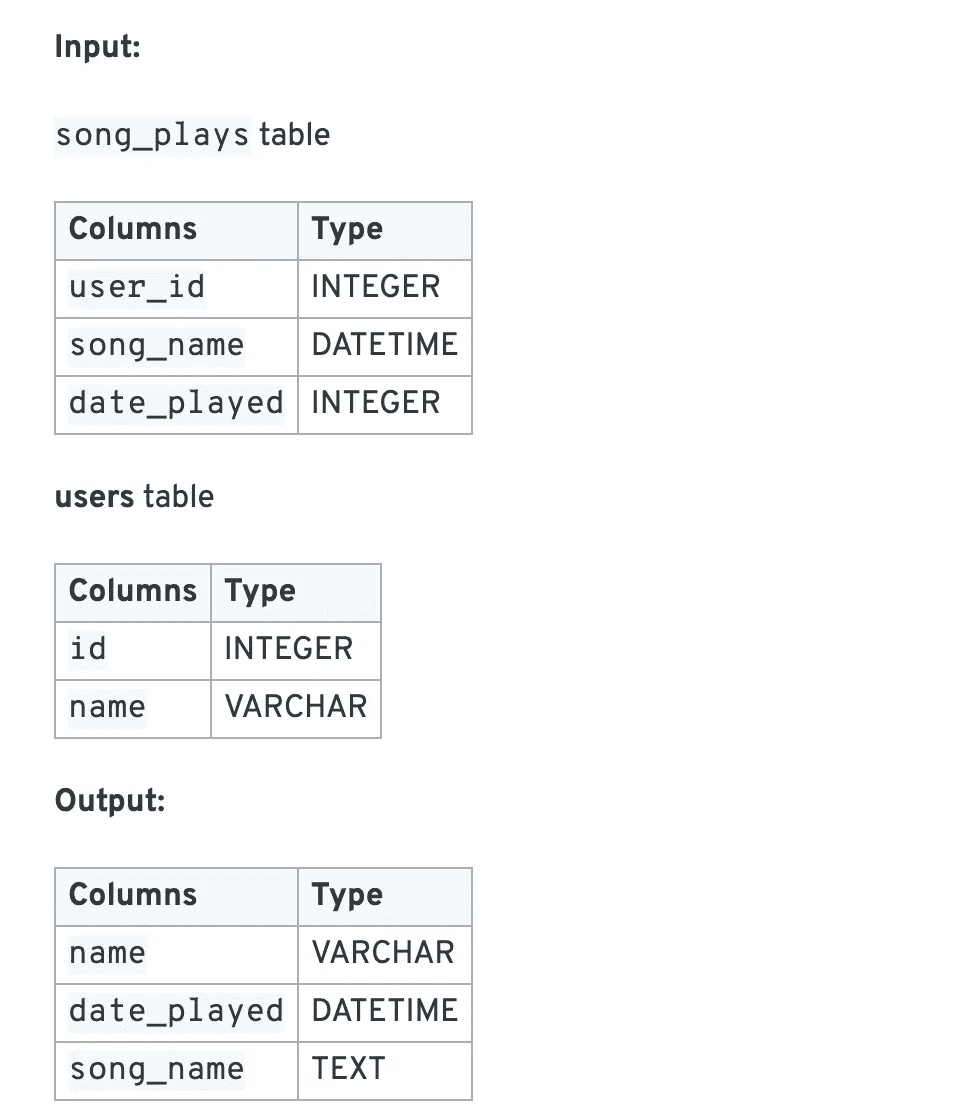 Input:
song_plays table
Columns Type
user_id INTEGER
song_name DATETIME
date_played INTEGER
users table
Columns Type
id INTEGER
name VARCHAR
Output:
Columns Type
name VARCHAR
date_played DATETIME
song_name TEXT